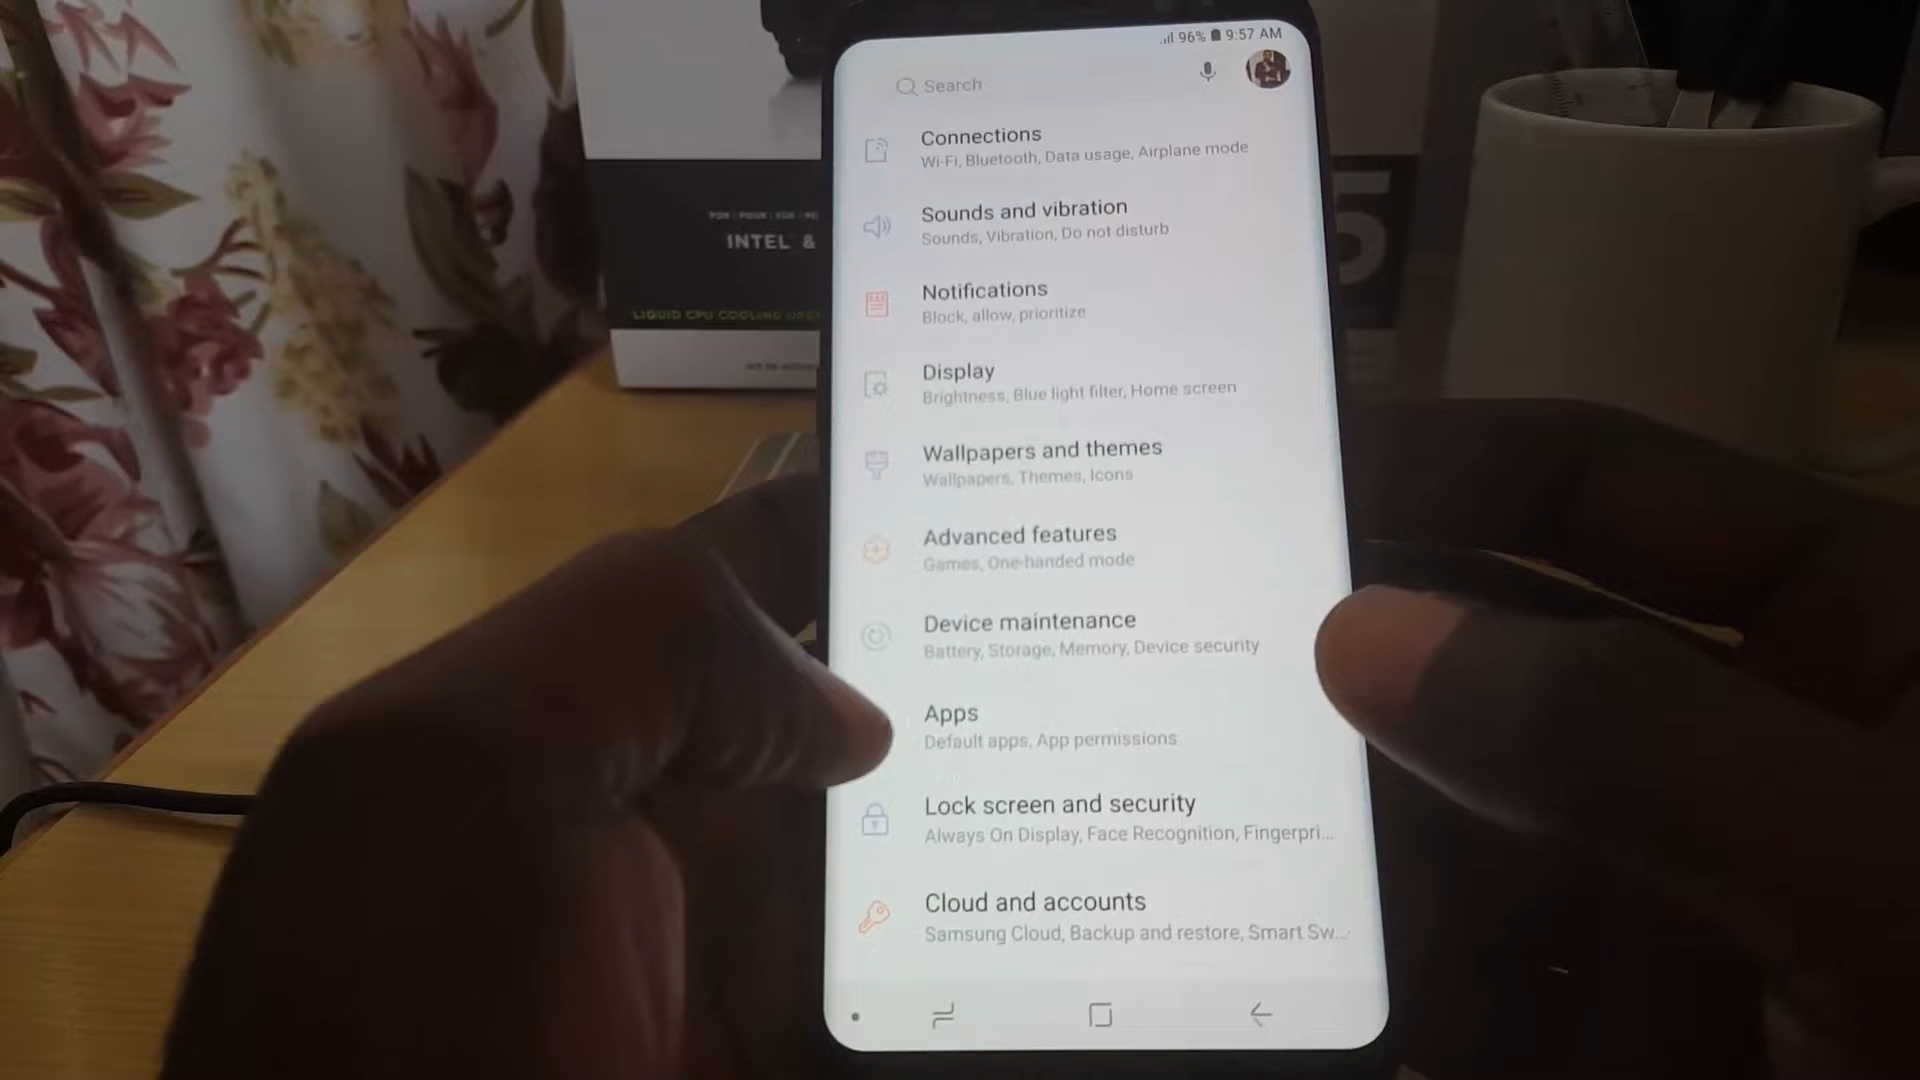 96% 9:57 AM
Search
Connections
Wi-Fi, Bluetooth, Data usage, Airplane mode
Sounds and vibration
Sounds, Vibration, Do not disturb
Notifications
Block, allow, prioritize
Display
Brightness, Blue light filter, Home screen
Wallpapers and themes
Wallpapers, Themes, Icons
Advanced features
Games, One-handed mode
Device maintenance
Battery, Storage, Memory, Device security
Apps
Default apps, App permissions
Lock screen and security
Always On Display, Face Recognition, Fingerpri...
Cloud and accounts
Samsung Cloud, Backup and restore, Smart Sw...
INTEL &
LIQUID CPU COOLING
5